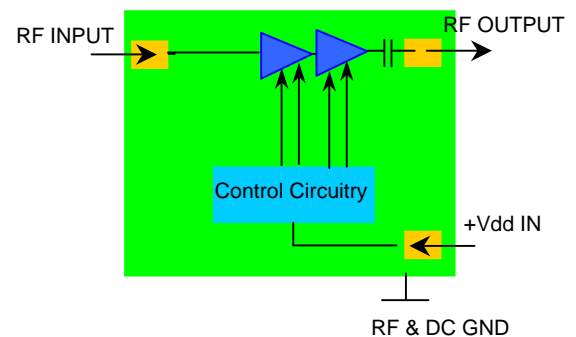 RF INPUT
RF OUTPUT
Control Circuitry
+Vdd IN
RF & DC GND